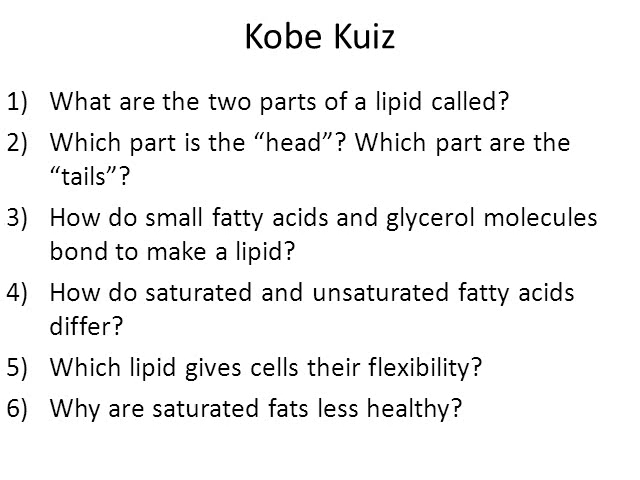 Kobe Kuiz
1) What are the two parts of a lipid called?
2) Which part is the “head”? Which part are the
“tails”?
3) How do small fatty acids and glycerol molecules
bond to make a lipid?
4) How do saturated and unsaturated fatty acids
differ?
5) Which lipid gives cells their flexibility?
6) Why are saturated fats less healthy?